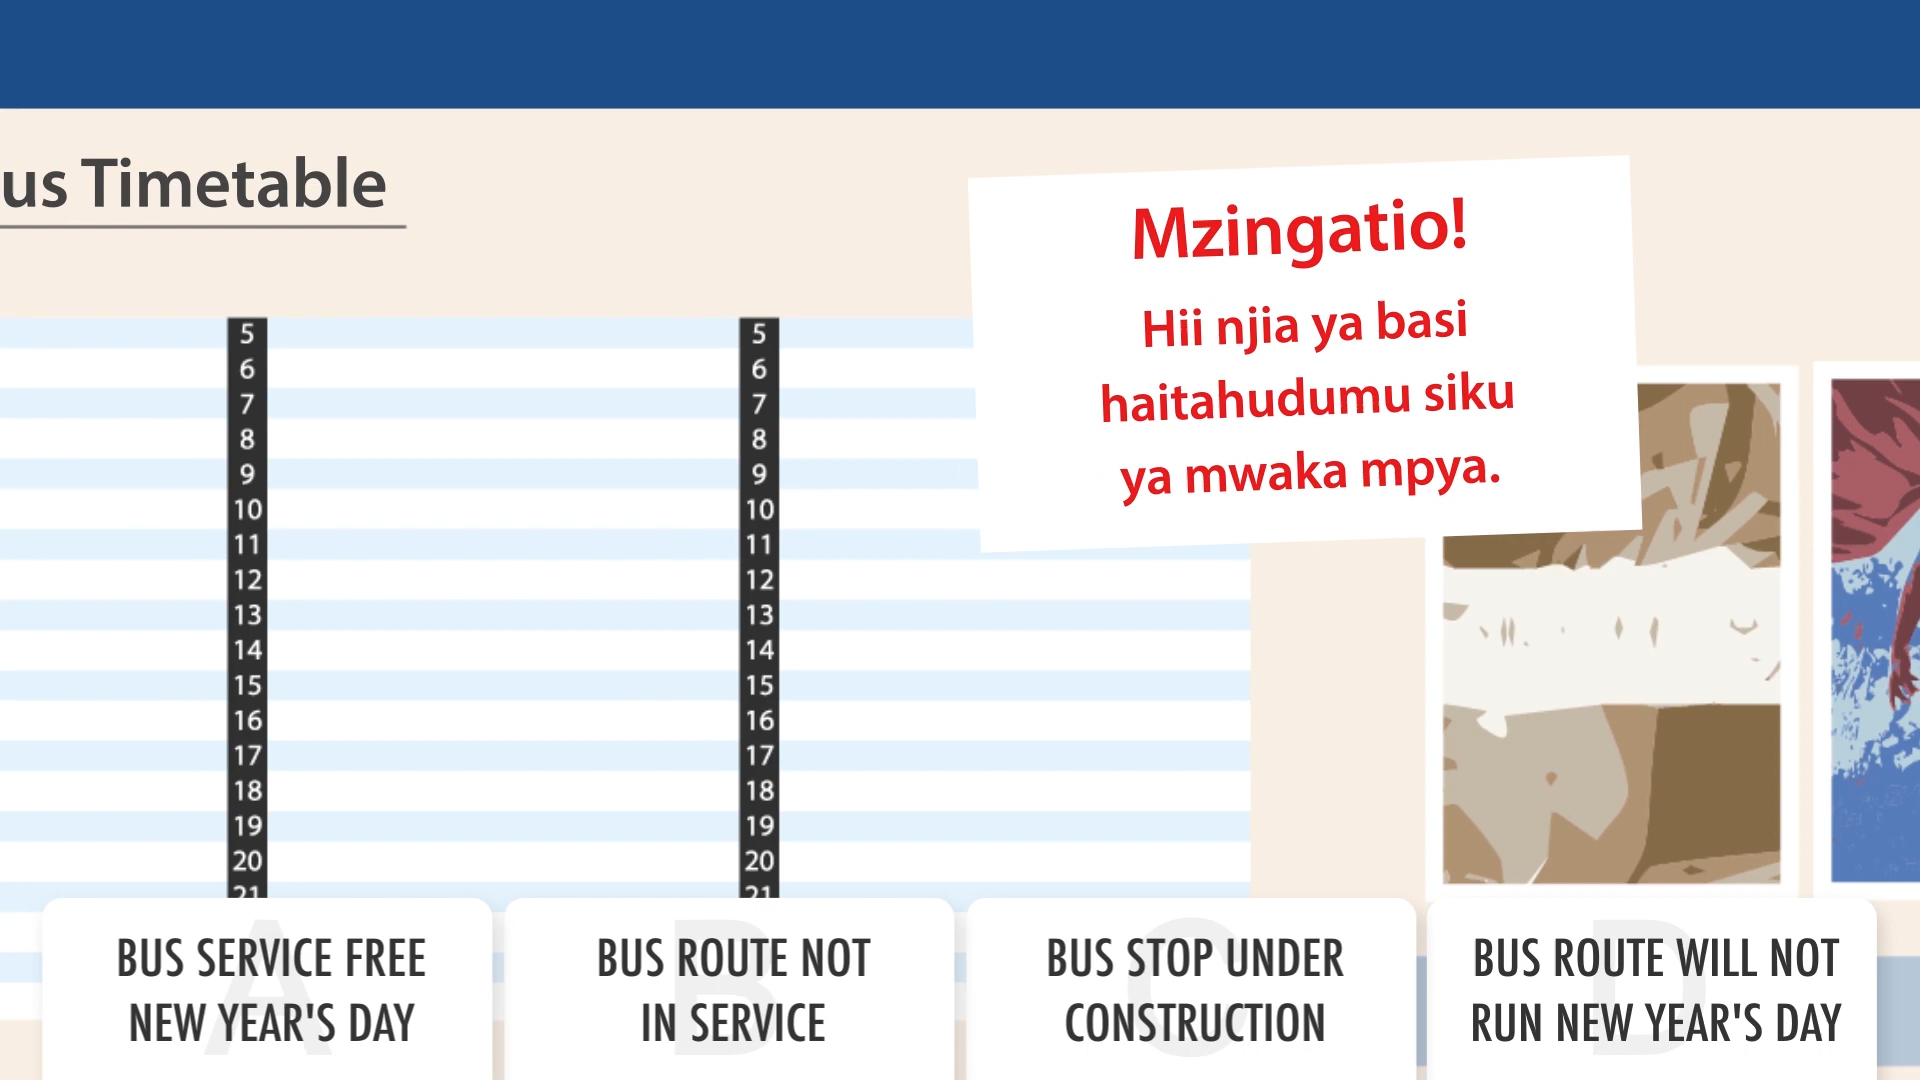 us Timetable
Mzingatio!
Hii njia ya basi
haitahudumu siku
ya mwaka mpya.
5
6
7
8
9
10
11
12
13
14
15
16
17
18
19
20
21
5
6
7
8
9
10
11
12
13
14
15
16
17
18
19
20
21
A
BUS SERVICE FREE
NEW YEAR'S DAY
B
BUS ROUTE NOT
IN SERVICE
C
BUS STOP UNDER
CONSTRUCTION
D
BUS ROUTE WILL NOT
RUN NEW YEAR'S DAY